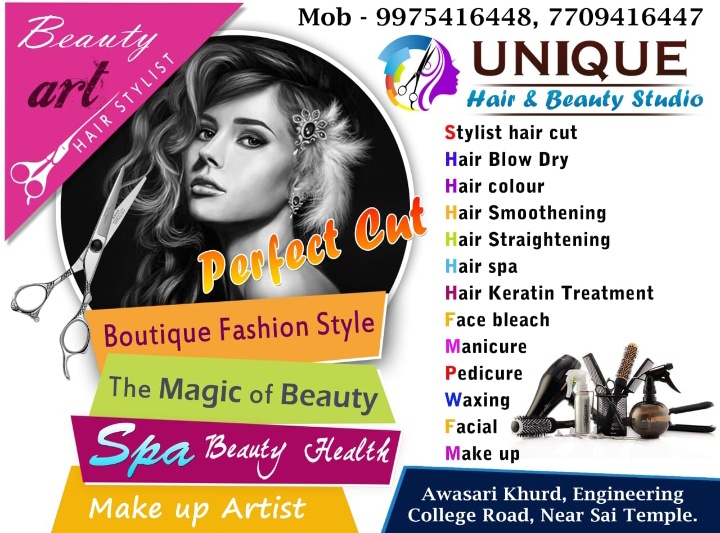 Mob - 9975416448, 7709416447
Beauty
art
HAIR STYLIST
UNIQUE
Hair & Beauty Studio
Stylist hair cut
Hair Blow Dry
Hair colour
Hair Smoothening
Hair Straightening
Hair spa
Hair Keratin Treatment
Face bleach
Manicure
Pedicure
Waxing
Facial
Make up
Perfect Cut
Boutique Fashion Style
The Magic of Beauty
Spa Beauty Health
Make up Artist
Awasari Khurd, Engineering
College Road, Near Sai Temple.